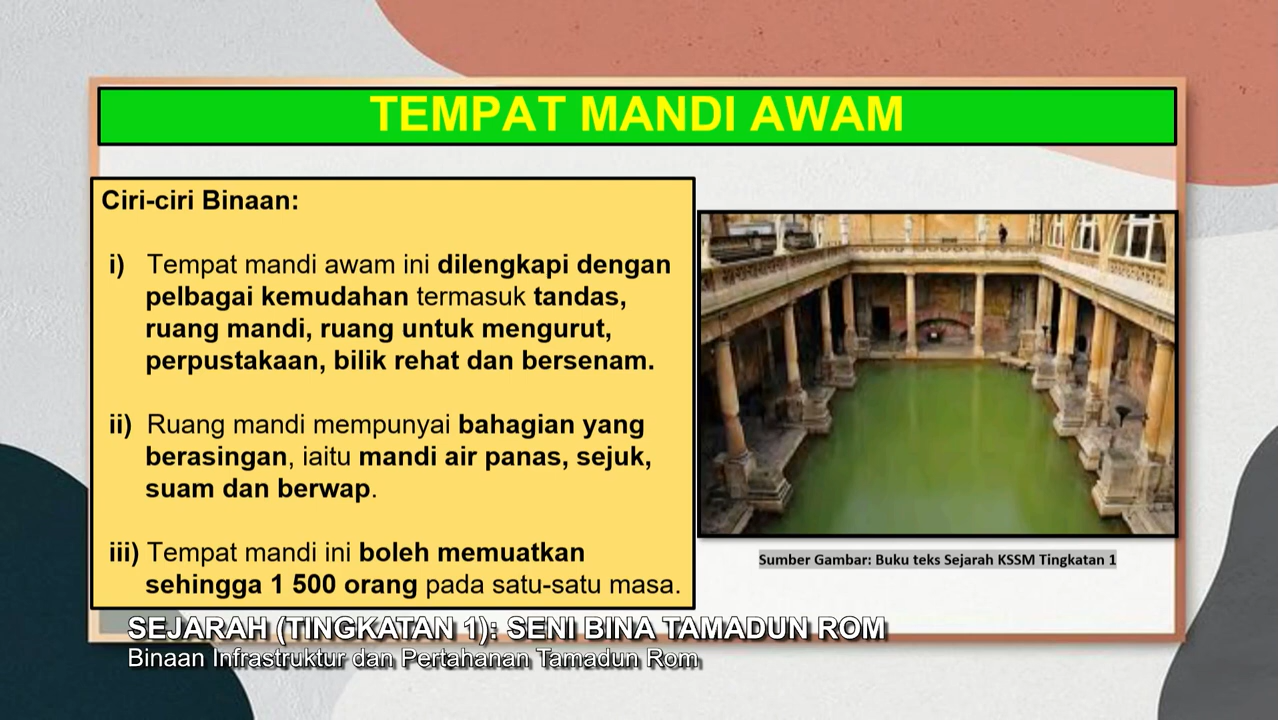 TEMPAT MANDI AWAM
Ciri-ciri Binaan:
i) Tempat mandi awam ini dilengkapi dengan
pelbagai kemudahan termasuk tandas,
ruang mandi, ruang untuk mengurut,
perpustakaan, bilik rehat dan bersenam.
ii) Ruang mandi mempunyai bahagian yang
berasingan, iaitu mandi air panas, sejuk,
suam dan berwap.
iii) Tempat mandi ini boleh memuatkan
sehingga 1 500 orang pada satu-satu masa.
Sumber Gambar: Buku teks Sejarah KSSM Tingkatan 1
SEJARAH (TINGKATAN 1): SENI BINA TAMADUN ROM
Binaan Infrastruktur dan Pertahanan Tamadun Rom